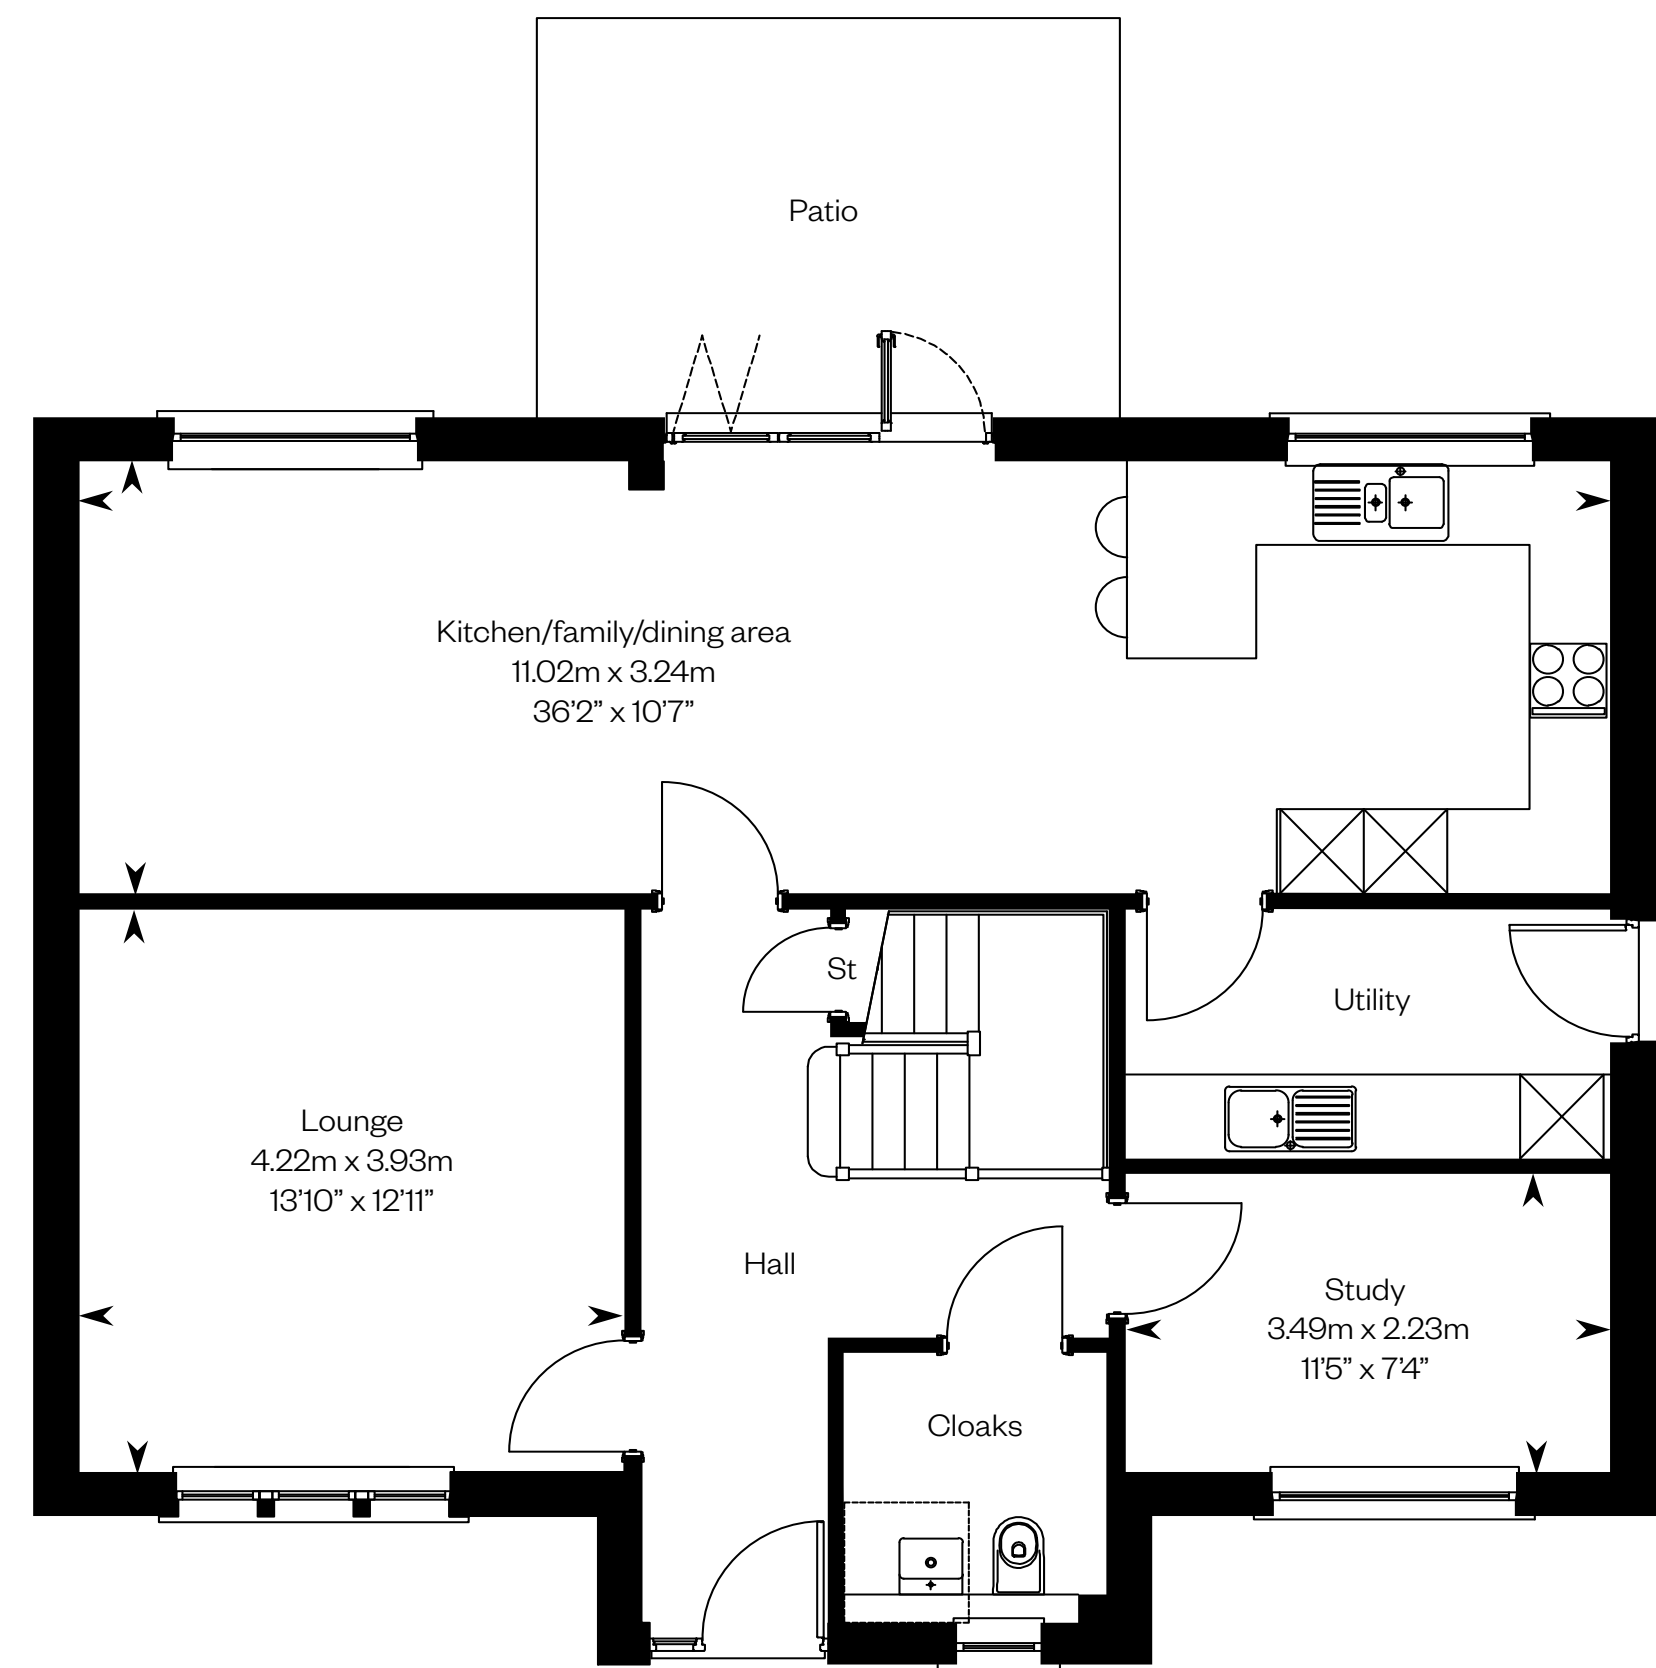 Patio
Kitchen/family/dining area
11.02m x 3.24m
36’2” x 10’7”
St
Utility
Lounge
4.22m x 3.93m
13’10” x 12’11”
Hall
Study
3.49m x 2.23m
11’5” x 7’4”
Cloaks